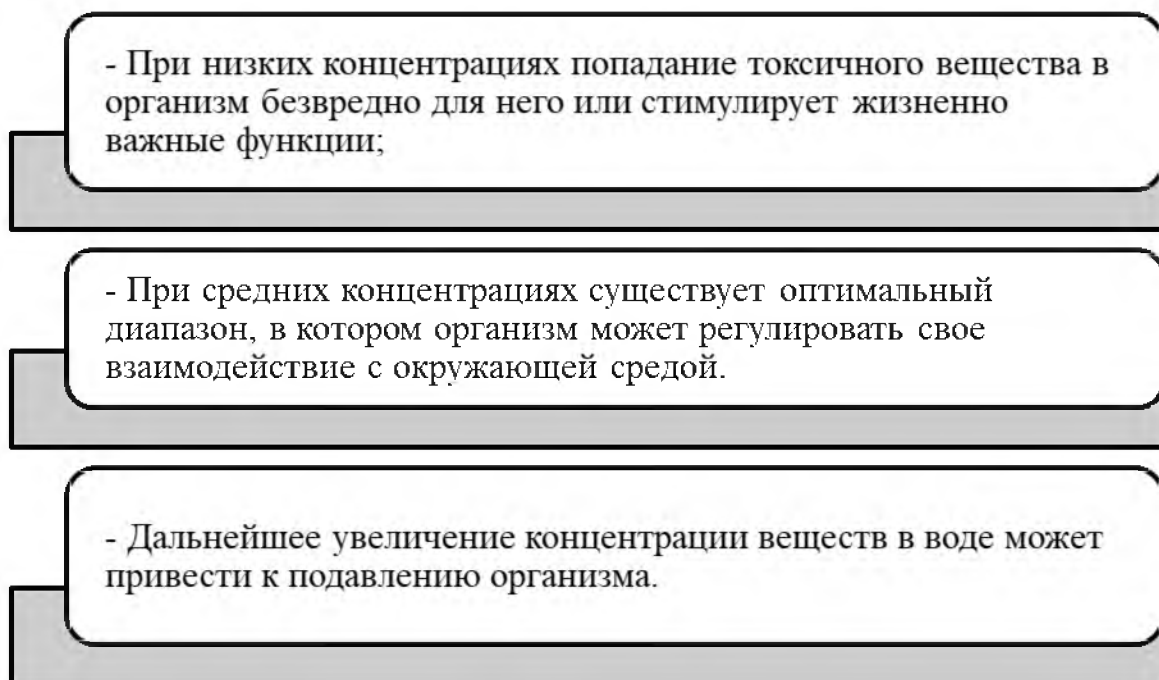 - При низких концентрациях попадание токсичного вещества в
организм безвредно для него или стимулирует жизненно
важные функции;
- При средних концентрациях существует оптимальный
диапазон, в котором организм может регулировать свое
взаимодействие с окружающей средой.
- Дальнейшее увеличение концентрации веществ в воде может
привести к подавлению организма.